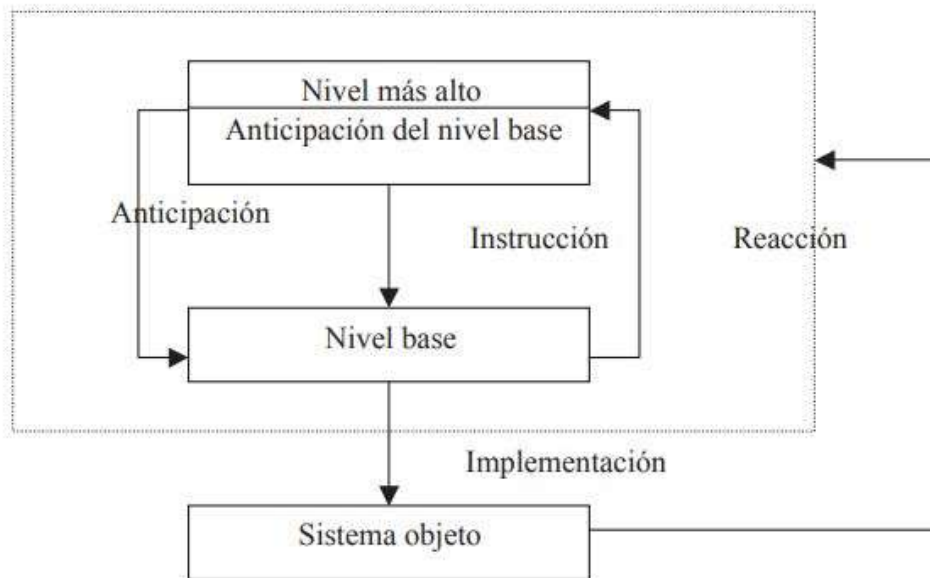 Nivel más alto
Anticipación del nivel base
Anticipación
Instrucción
Reacción
Nivel base
Implementación
Sistema objeto